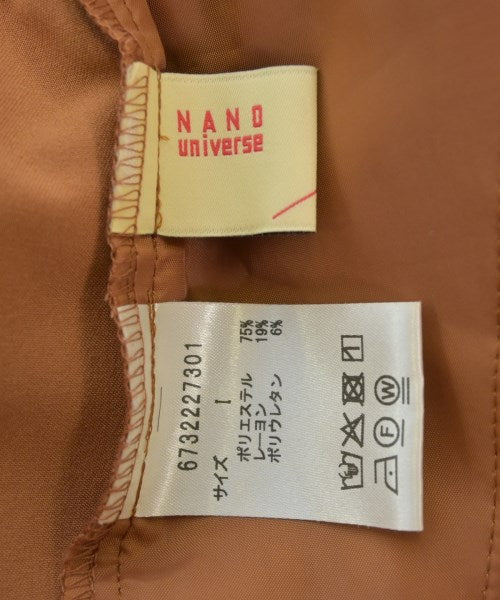 NANO
universe
6732227301
サイズ I
ポリエステル 75%
レーヨン 19%
ポリウレタン 6%
F W